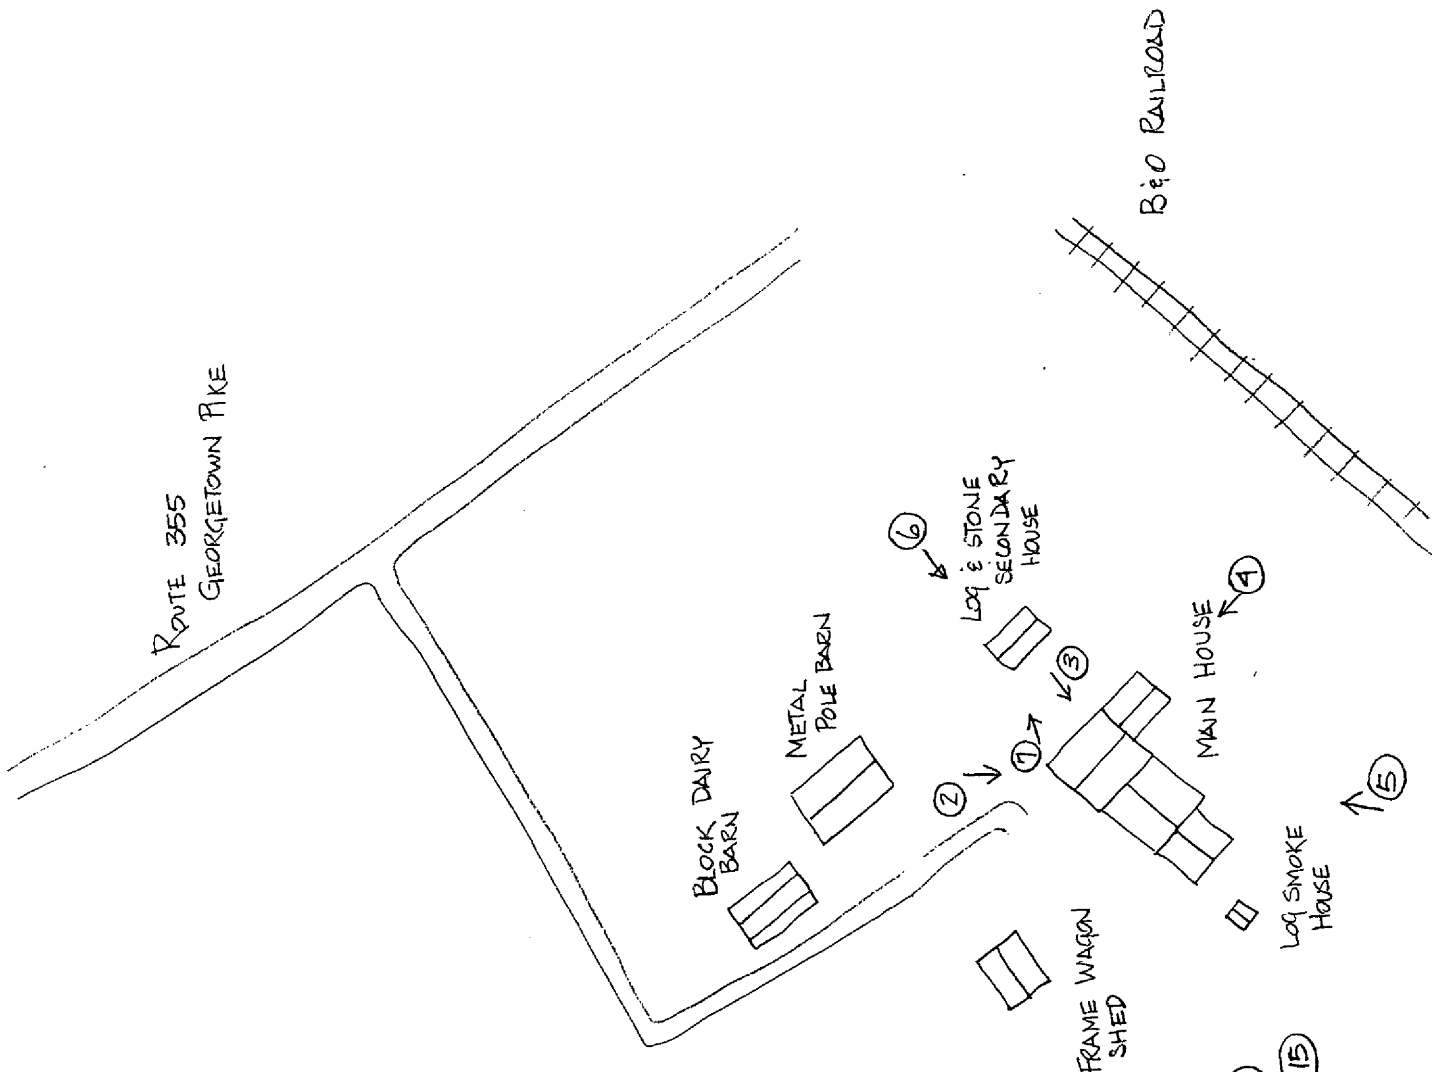 ROUTE 355
GEORGETOWN PIKE
B&O RAILROAD
6
LOG & STONE
SECONDARY
HOUSE
METAL
POLE BARN
BLOCK DAIRY
BARN
3
4
MAIN HOUSE
2
5
LOG SMOKE
HOUSE
FRAME WAGON
SHED
15